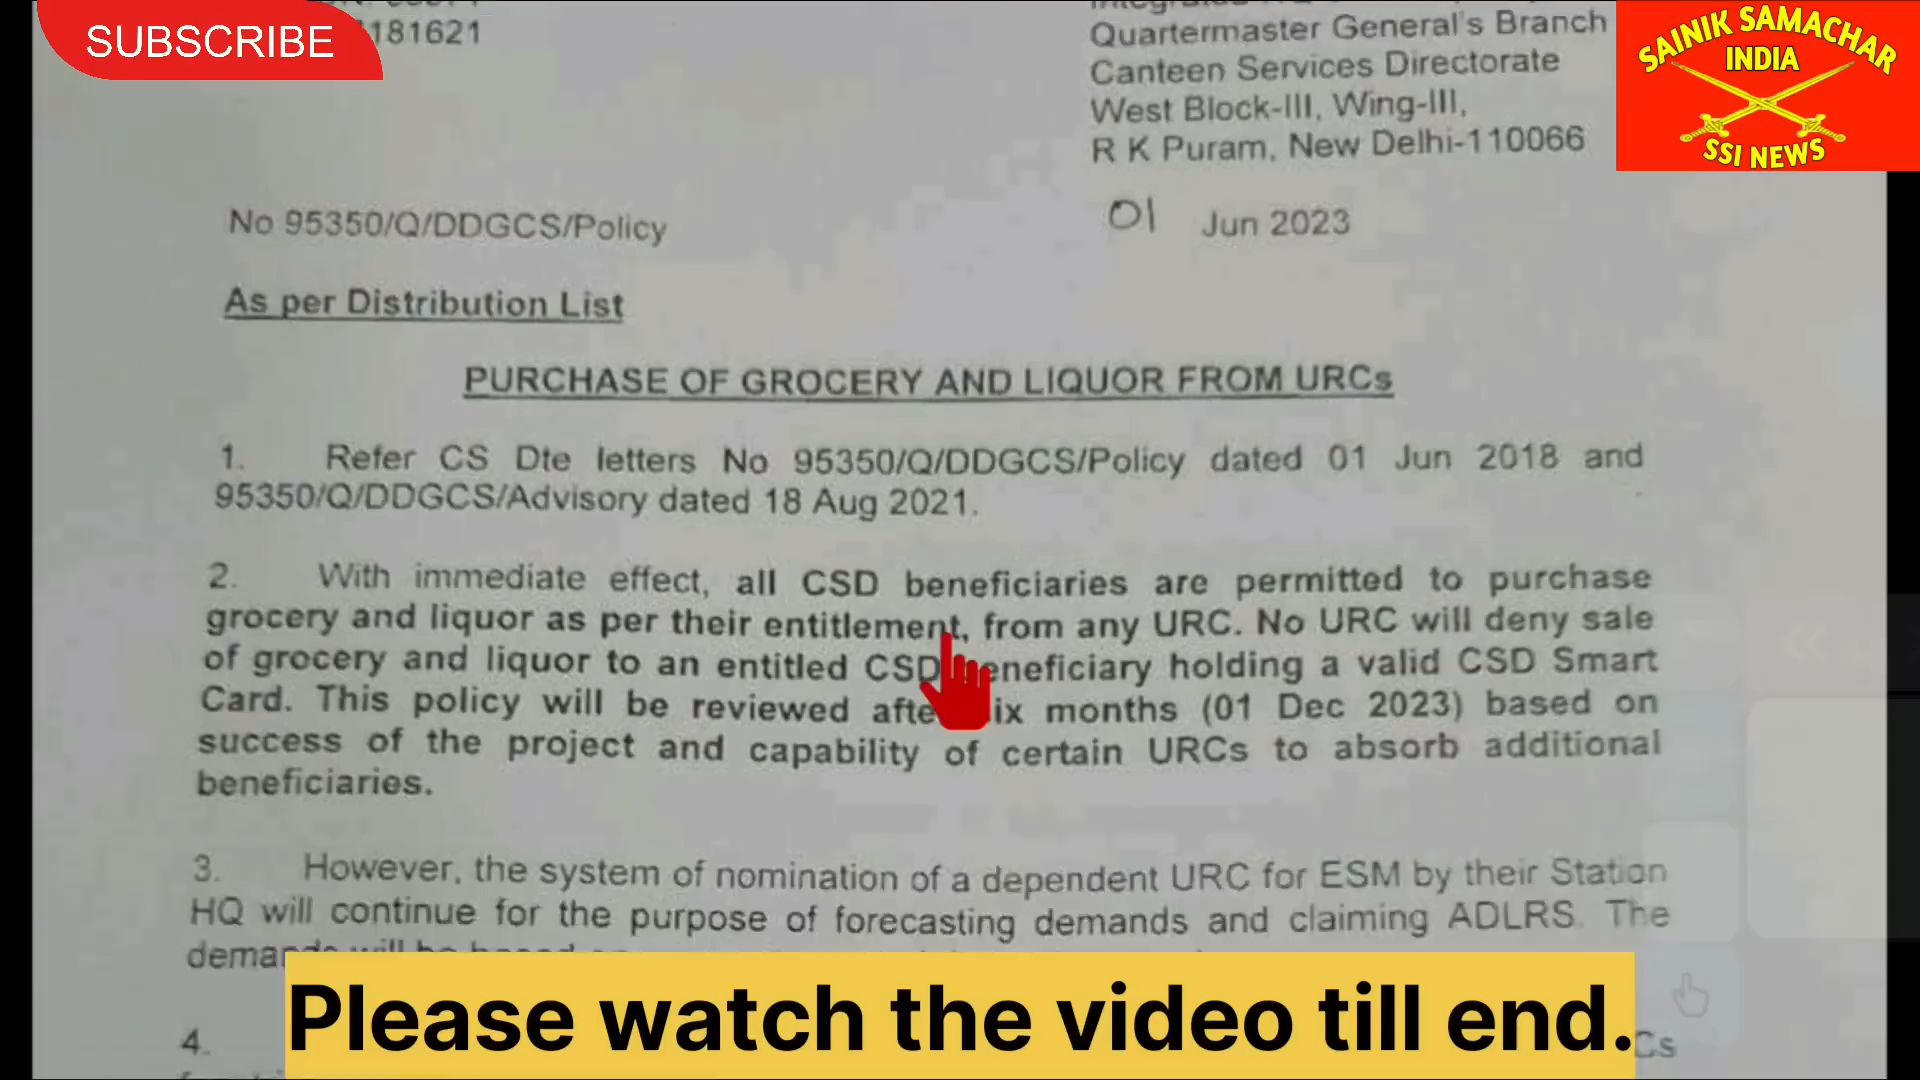 SUBSCRIBE
181621
Quartermaster General's Branch
Canteen Services Directorate
West Block-III, Wing-III,
R K Puram, New Delhi-110066
SAINIK SAMACHAR
INDIA
SSI NEWS
No 95350/Q/DDGCS/Policy
01 Jun 2023
As per Distribution List
PURCHASE OF GROCERY AND LIQUOR FROM URCs
1. Refer CS Dte letters No 95350/Q/DDGCS/Policy dated 01 Jun 2018 and
95350/Q/DDGCS/Advisory dated 18 Aug 2021.
2. With immediate effect, all CSD beneficiaries are permitted to purchase
grocery and liquor as per their entitlement, from any URC. No URC will deny sale
of grocery and liquor to an entitled CSD beneficiary holding a valid CSD Smart
Card. This policy will be reviewed after six months (01 Dec 2023) based on
success of the project and capability of certain URCs to absorb additional
beneficiaries.
3. However, the system of nomination of a dependent URC for ESM by their Station
HQ will continue for the purpose of forecasting demands and claiming ADLRS. The
4.
Please watch the video till end.